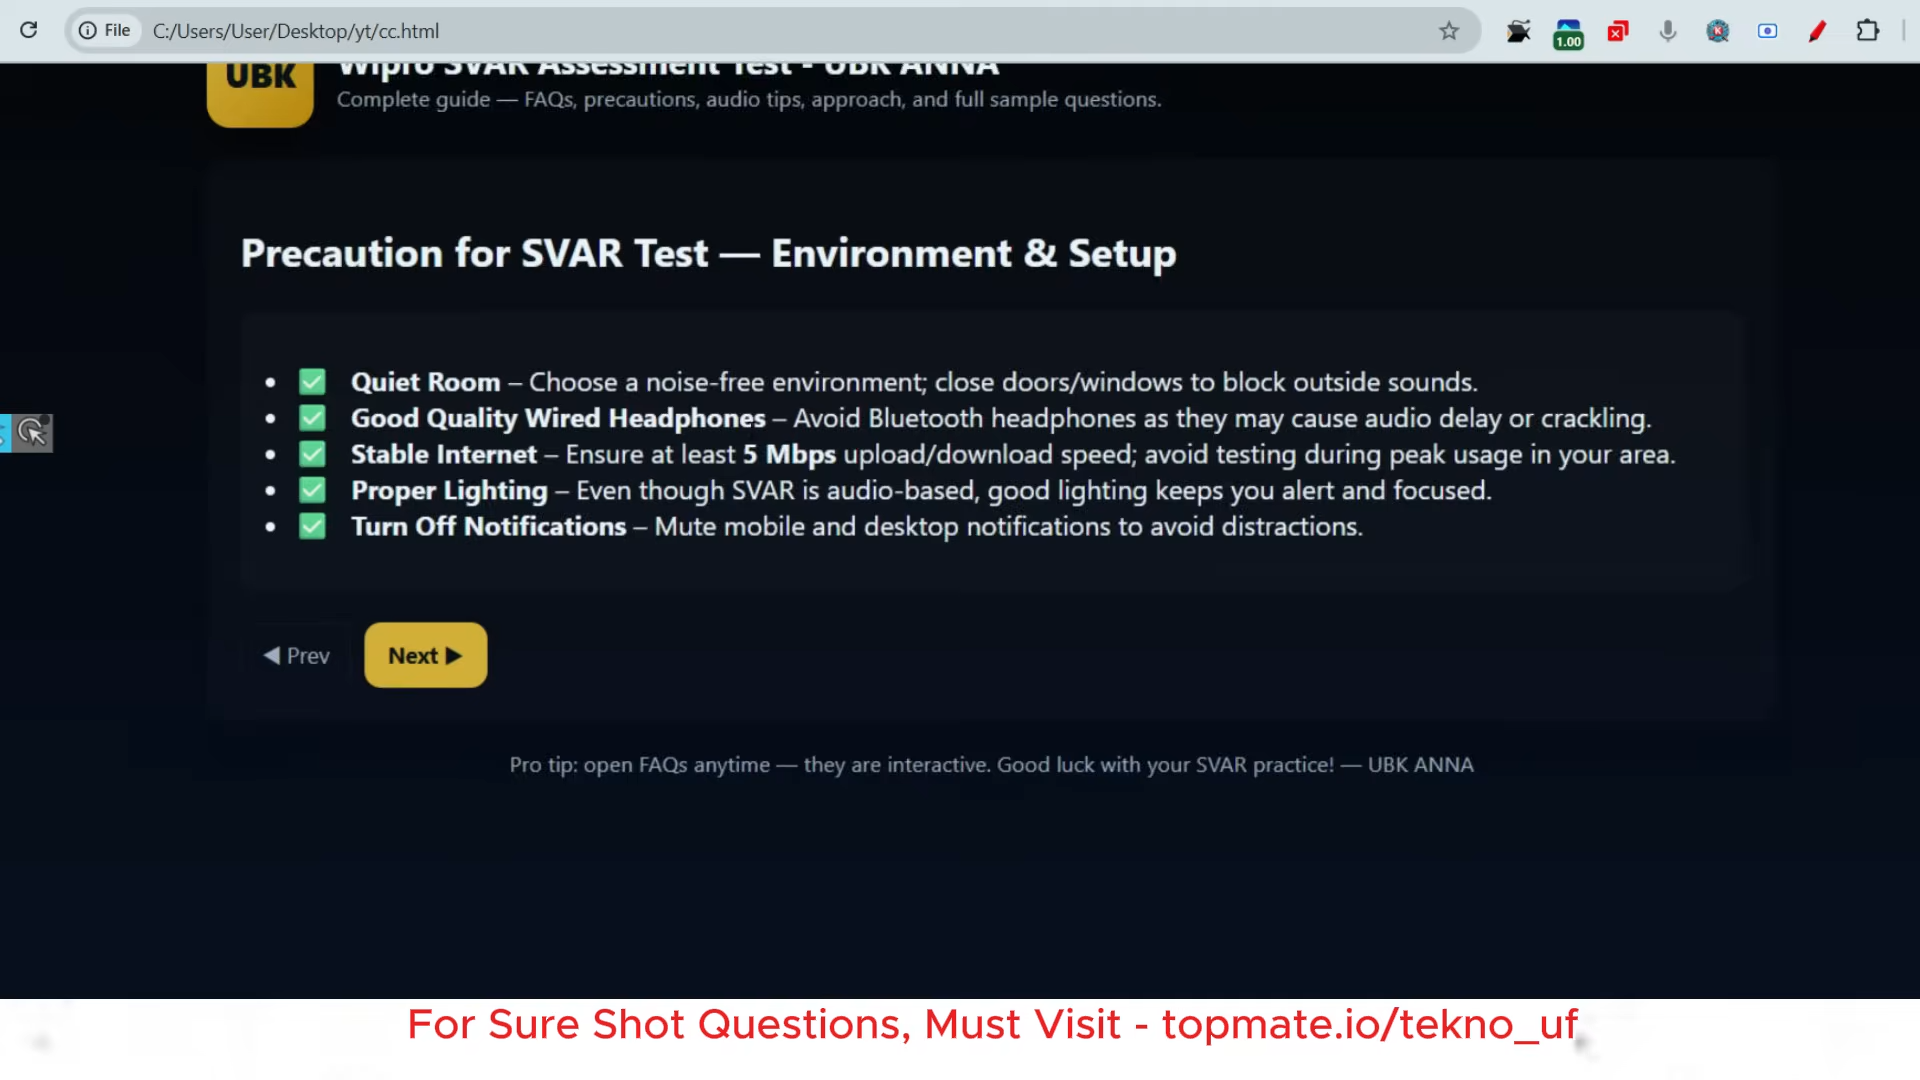 File C:/Users/User/Desktop/yt/cc.html
1.00
UBK
Wipro SVAR Assessment Test - UBK ANNA
Complete guide — FAQs, precautions, audio tips, approach, and full sample questions.
Precaution for SVAR Test — Environment & Setup
• ✅ Quiet Room – Choose a noise-free environment; close doors/windows to block outside sounds.
• ✅ Good Quality Wired Headphones – Avoid Bluetooth headphones as they may cause audio delay or crackling.
• ✅ Stable Internet – Ensure at least 5 Mbps upload/download speed; avoid testing during peak usage in your area.
• ✅ Proper Lighting – Even though SVAR is audio-based, good lighting keeps you alert and focused.
• ✅ Turn Off Notifications – Mute mobile and desktop notifications to avoid distractions.
◀ Prev Next ▶
Pro tip: open FAQs anytime — they are interactive. Good luck with your SVAR practice! — UBK ANNA
For Sure Shot Questions, Must Visit - topmate.io/tekno_uf